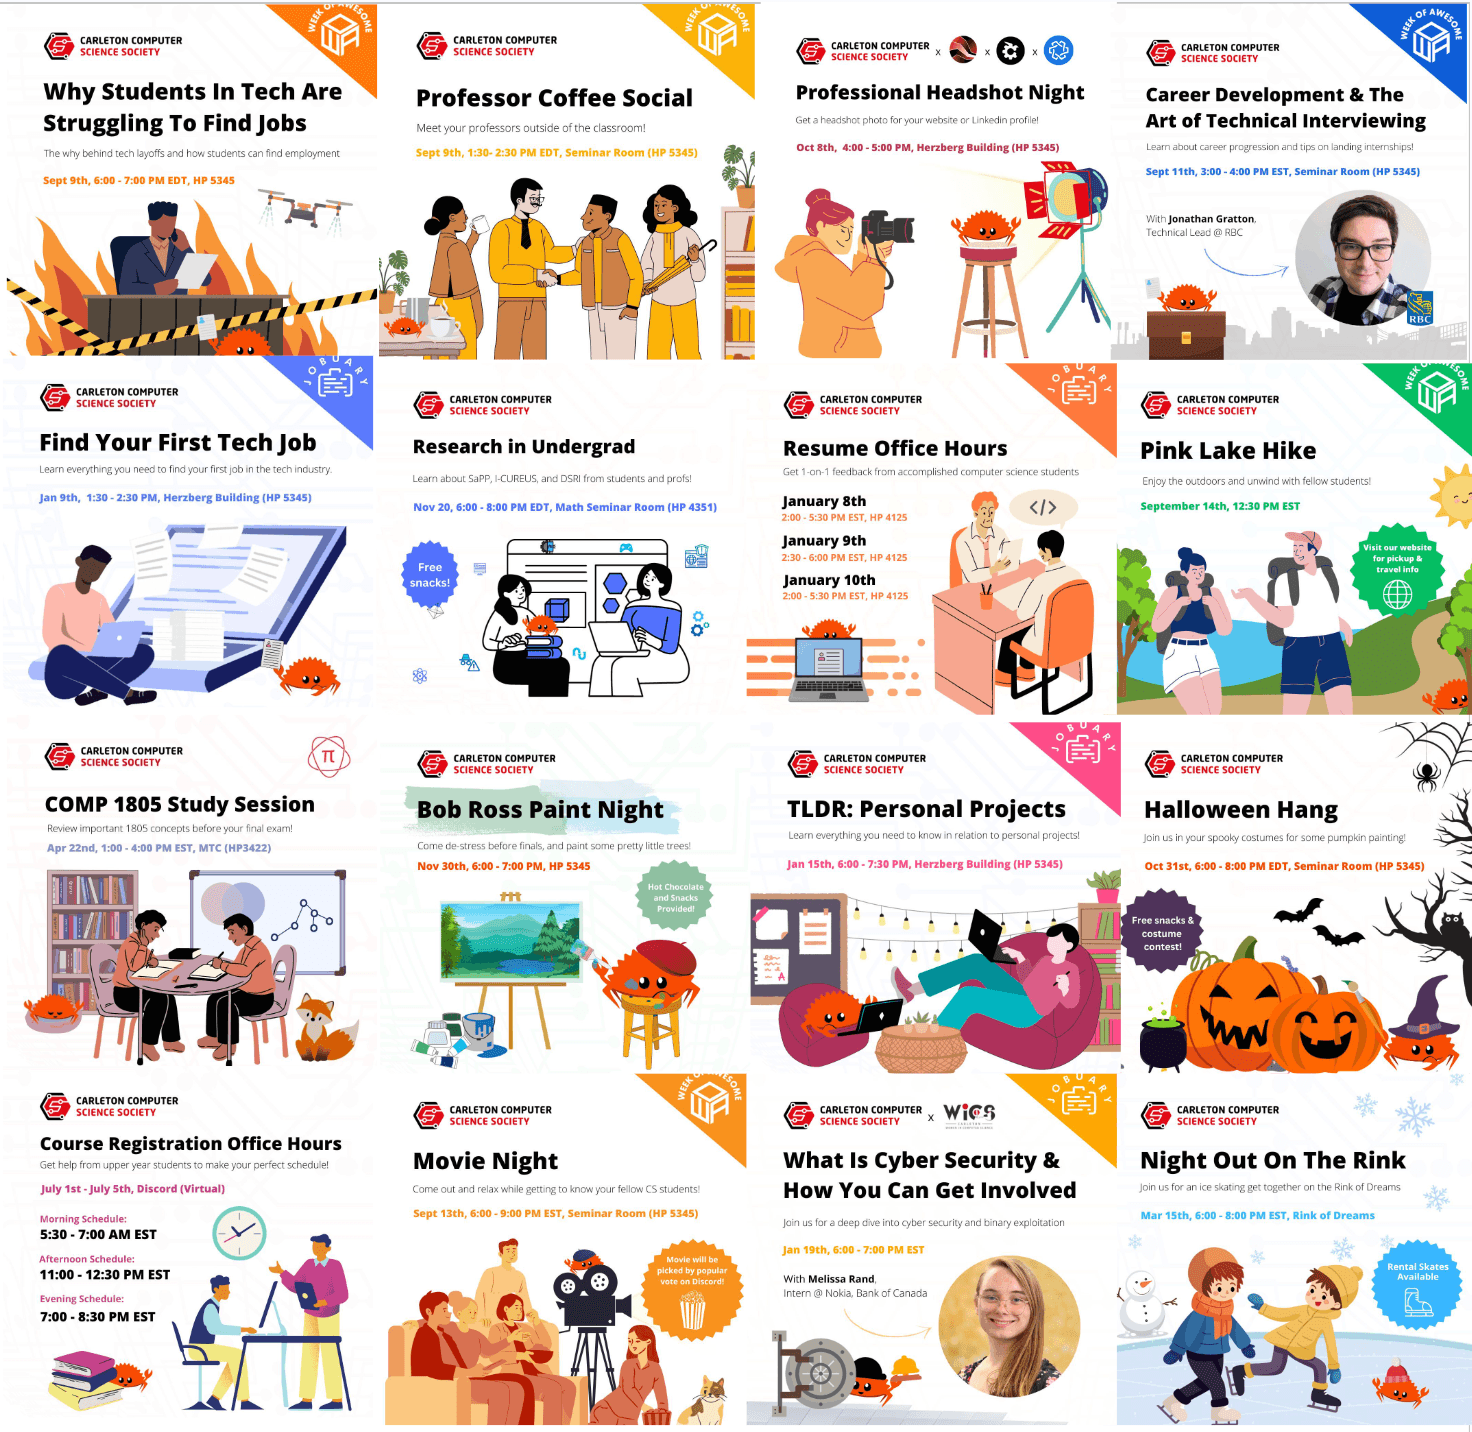 WEEK OF AWESOME
CARLETON COMPUTER
SCIENCE SOCIETY
Why Students In Tech Are
Struggling To Find Jobs
The why behind tech layoffs and how students can find employment
Sept 9th, 6:00 - 7:00 PM EDT, HP 5345
WEEK OF AWESOME
CARLETON COMPUTER
SCIENCE SOCIETY
Professor Coffee Social
Meet your professors outside of the classroom!
Sept 9th, 1:30- 2:30 PM EDT, Seminar Room (HP 5345)
CARLETON COMPUTER
SCIENCE SOCIETY
x x x
Professional Headshot Night
Get a headshot photo for your website or Linkedin profile!
Oct 8th, 4:00 - 5:00 PM, Herzberg Building (HP 5345)
WEEK OF AWESOME
CARLETON COMPUTER
SCIENCE SOCIETY
Career Development & The
Art of Technical Interviewing
Learn about career progression and tips on landing internships!
Sept 11th, 3:00 - 4:00 PM EST, Seminar Room (HP 5345)
With Jonathan Gratton,
Technical Lead @ RBC
RBC
JOBUARY
CARLETON COMPUTER
SCIENCE SOCIETY
Find Your First Tech Job
Learn everything you need to find your first job in the tech industry.
Jan 9th, 1:30 - 2:30 PM, Herzberg Building (HP 5345)
CARLETON COMPUTER
SCIENCE SOCIETY
Research in Undergrad
Learn about SaPP, I-CUREUS, and DSRI from students and profs!
Nov 20, 6:00 - 8:00 PM EDT, Math Seminar Room (HP 4351)
Free
snacks!
JOBUARY
CARLETON COMPUTER
SCIENCE SOCIETY
Resume Office Hours
Get 1-on-1 feedback from accomplished computer science students
January 8th
2:00 - 5:30 PM EST, HP 4125
January 9th
2:30 - 6:00 PM EST, HP 4125
January 10th
2:00 - 5:30 PM EST, HP 4125
</>
WEEK OF AWESOME
CARLETON COMPUTER
SCIENCE SOCIETY
Pink Lake Hike
Enjoy the outdoors and unwind with fellow students!
September 14th, 12:30 PM EST
Visit our website
for pickup &
travel info
CARLETON COMPUTER
SCIENCE SOCIETY
π
COMP 1805 Study Session
Review important 1805 concepts before your final exam!
Apr 22nd, 1:00 - 4:00 PM EST, MTC (HP3422)
CARLETON COMPUTER
SCIENCE SOCIETY
Bob Ross Paint Night
Come de-stress before finals, and paint some pretty little trees!
Nov 30th, 6:00 - 7:00 PM, HP 5345
Hot Chocolate
and Snacks
Provided!
JOBUARY
CARLETON COMPUTER
SCIENCE SOCIETY
TLDR: Personal Projects
Learn everything you need to know in relation to personal projects!
Jan 15th, 6:00 - 7:30 PM, Herzberg Building (HP 5345)
A
CARLETON COMPUTER
SCIENCE SOCIETY
Halloween Hang
Join us in your spooky costumes for some pumpkin painting!
Oct 31st, 6:00 - 8:00 PM EDT, Seminar Room (HP 5345)
Free snacks &
costume
contest!
CARLETON COMPUTER
SCIENCE SOCIETY
Course Registration Office Hours
Get help from upper year students to make your perfect schedule!
July 1st - July 5th, Discord (Virtual)
Morning Schedule:
5:30 - 7:00 AM EST
Afternoon Schedule:
11:00 - 12:30 PM EST
Evening Schedule:
7:00 - 8:30 PM EST
WEEK OF AWESOME
CARLETON COMPUTER
SCIENCE SOCIETY
Movie Night
Come out and relax while getting to know your fellow CS students!
Sept 13th, 6:00 - 9:00 PM EST, Seminar Room (HP 5345)
Movie will be
picked by popular
vote on Discord!
JOBUARY
CARLETON COMPUTER
SCIENCE SOCIETY
x WiCS
What Is Cyber Security &
How You Can Get Involved
Join us for a deep dive into cyber security and binary exploitation
Jan 19th, 6:00 - 7:00 PM EST
With Melissa Rand,
Intern @ Nokia, Bank of Canada
CARLETON COMPUTER
SCIENCE SOCIETY
Night Out On The Rink
Join us for an ice skating get together on the Rink of Dreams
Mar 15th, 6:00 - 8:00 PM EST, Rink of Dreams
Rental Skates
Available